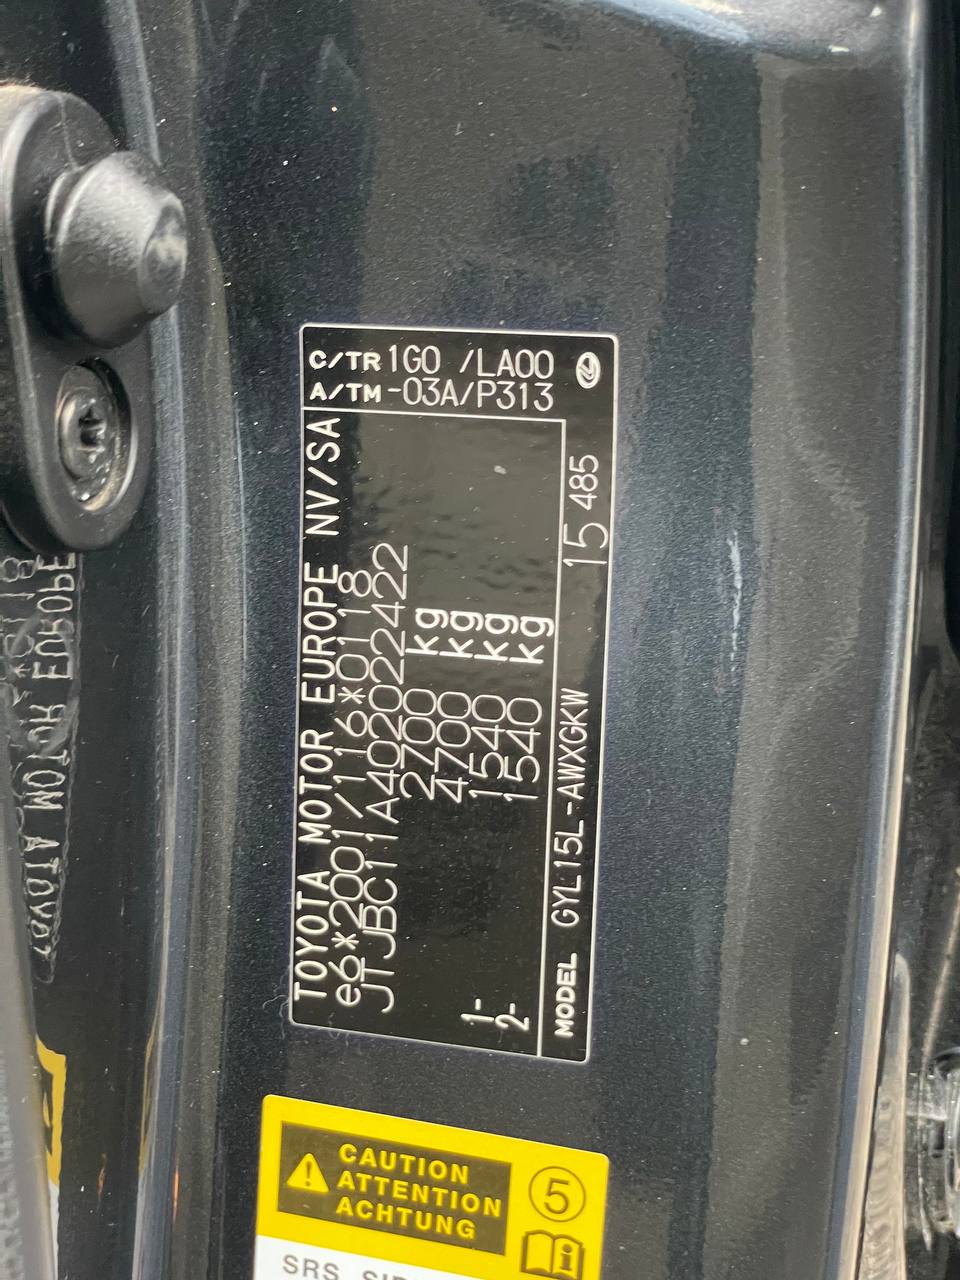 C/TR 1G0 /LA00
A/TM -03A/P313
TOYOTA MOTOR EUROPE NV/SA
e6*2001/116*0118
JTJBC11A402022422
2700 kg
4700 kg
1- 1540 kg
2- 1540 kg
MODEL GYL15L-AWXGKW 15 485
CAUTION
ATTENTION
ACHTUNG
5
i
SRS